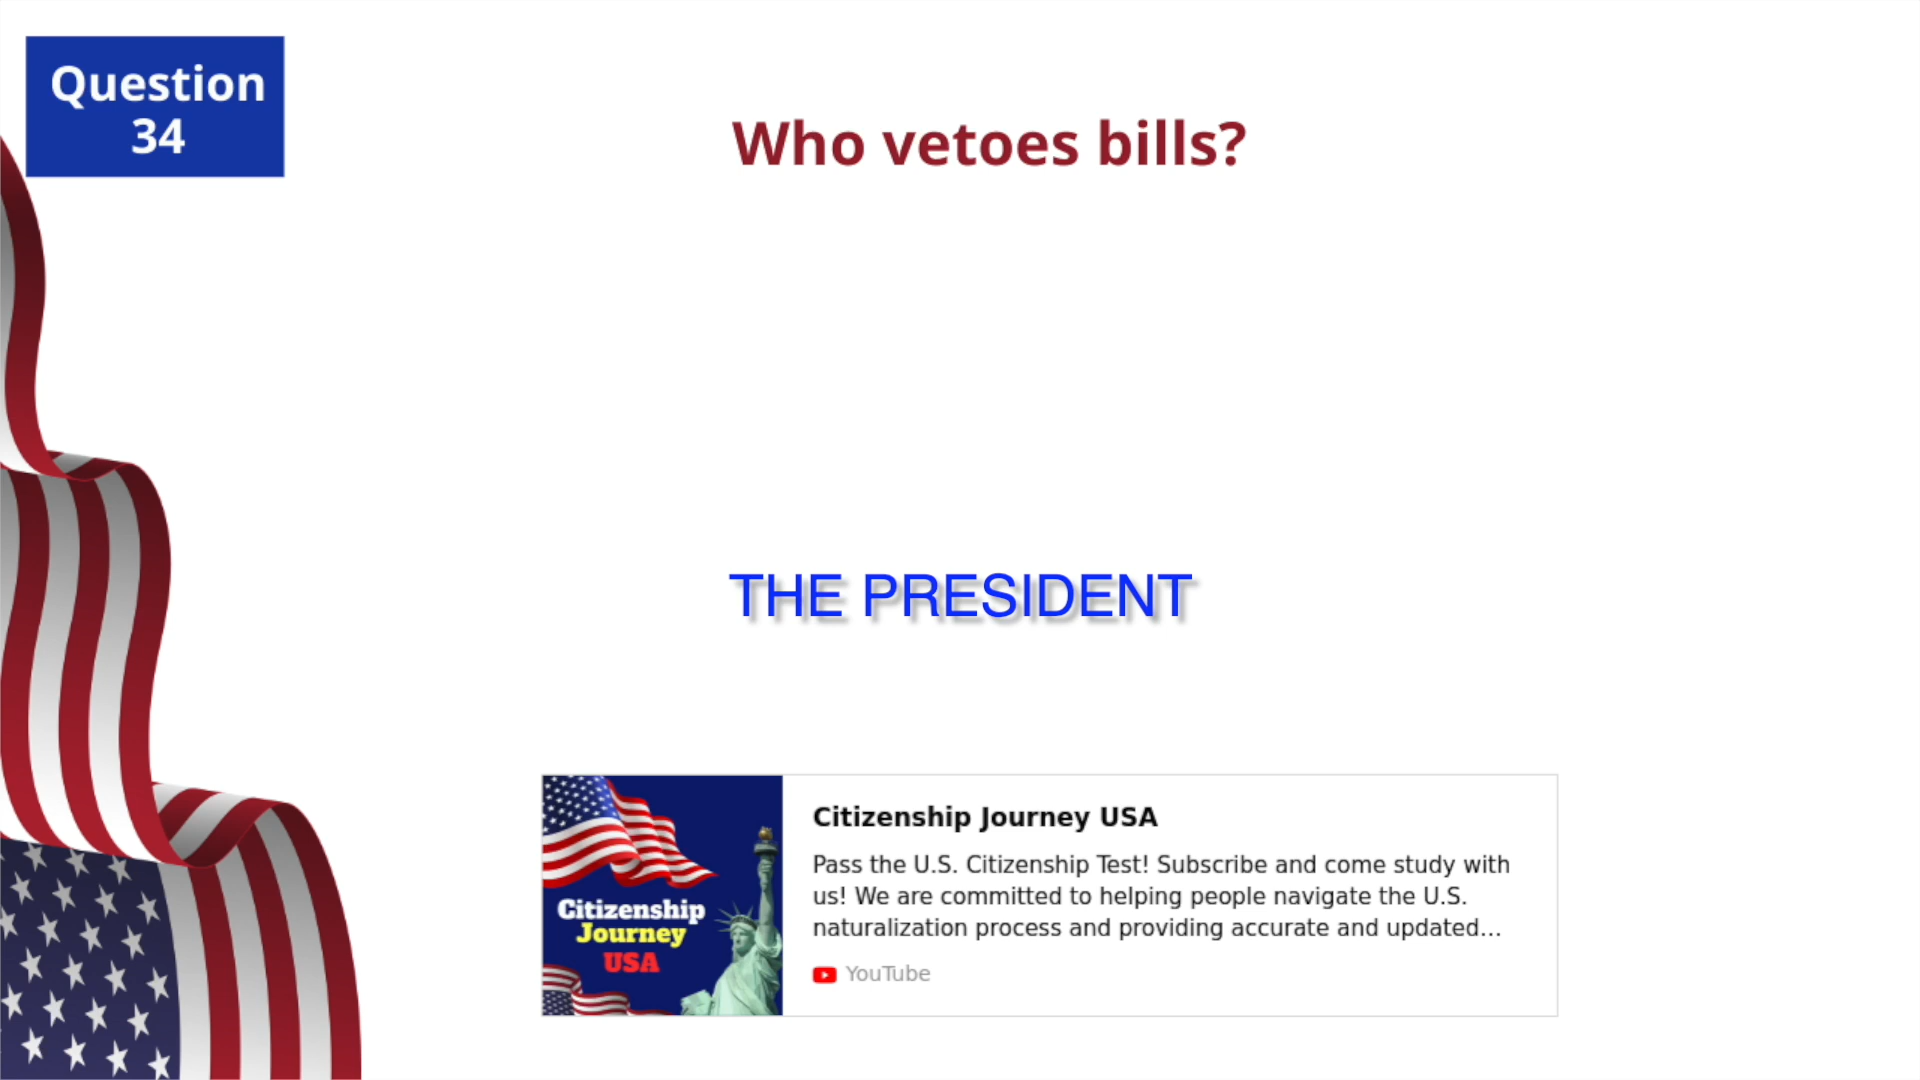 Question
34
Who vetoes bills?
THE PRESIDENT
Citizenship
Journey
USA
Citizenship Journey USA
Pass the U.S. Citizenship Test! Subscribe and come study with
us! We are committed to helping people navigate the U.S.
naturalization process and providing accurate and updated...
YouTube